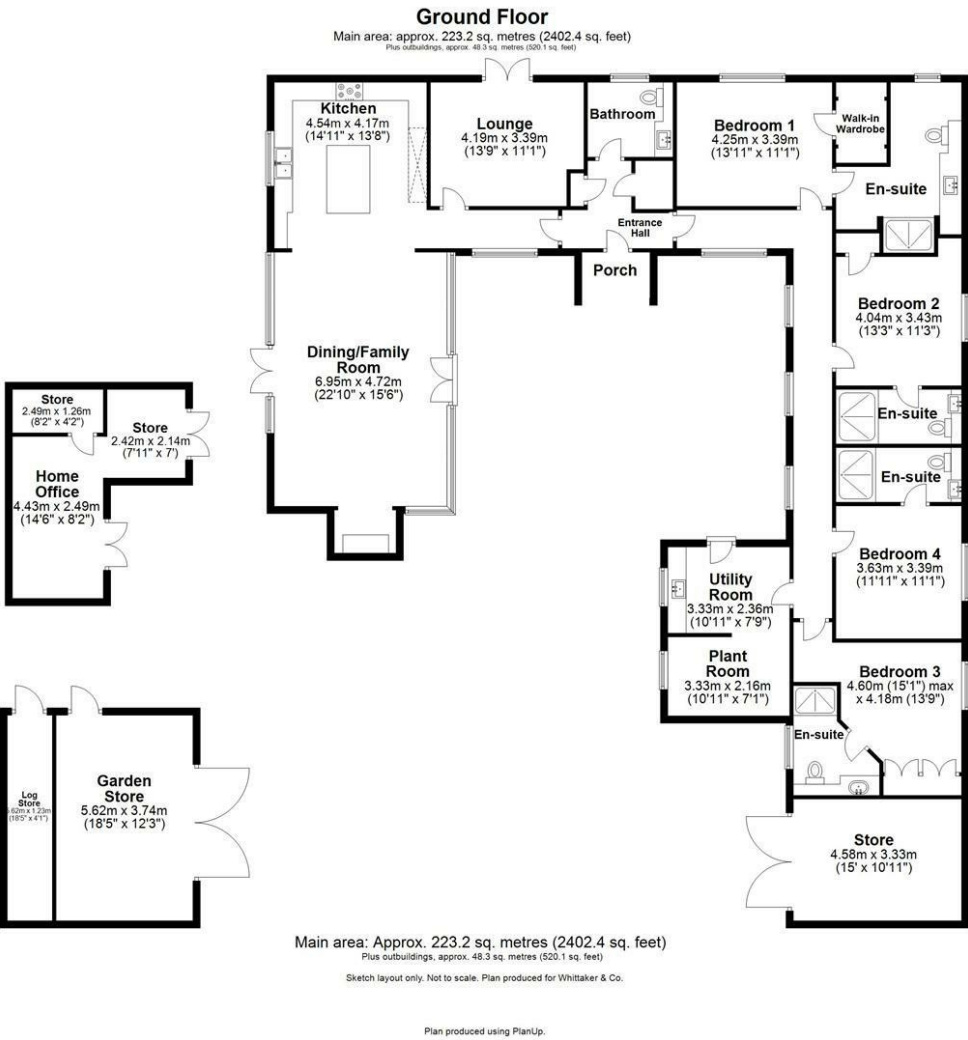 Ground Floor
Main area: approx. 223.2 sq. metres (2402.4 sq. feet)
Plus outbuildings, approx. 48.3 sq. metres (520.1 sq. feet)
Kitchen
4.54m x 4.17m
(14'11" x 13'8")
Lounge
4.19m x 3.39m
(13'9" x 11'1")
Bathroom
Bedroom 1
4.25m x 3.39m
(13'11" x 11'1")
Walk-in
Wardrobe
En-suite
Entrance
Hall
Porch
Bedroom 2
4.04m x 3.43m
(13'3" x 11'3")
Dining/Family
Room
6.95m x 4.72m
(22'10" x 15'6")
En-suite
En-suite
Store
2.49m x 1.26m
(8'2" x 4'2")
Store
2.42m x 2.14m
(7'11" x 7')
Home
Office
4.43m x 2.49m
(14'6" x 8'2")
Bedroom 4
3.63m x 3.39m
(11'11" x 11'1")
Utility
Room
3.33m x 2.36m
(10'11" x 7'9")
Plant
Room
3.33m x 2.16m
(10'11" x 7'1")
Bedroom 3
4.60m (15'1") max
x 4.18m (13'9")
En-suite
Log
Store
5.62m x 1.23m
(18'5" x 4'1")
Garden
Store
5.62m x 3.74m
(18'5" x 12'3")
Store
4.58m x 3.33m
(15' x 10'11")
Main area: Approx. 223.2 sq. metres (2402.4 sq. feet)
Plus outbuildings, approx. 48.3 sq. metres (520.1 sq. feet)
Sketch layout only. Not to scale. Plan produced for Whittaker & Co.
Plan produced using PlanUp.